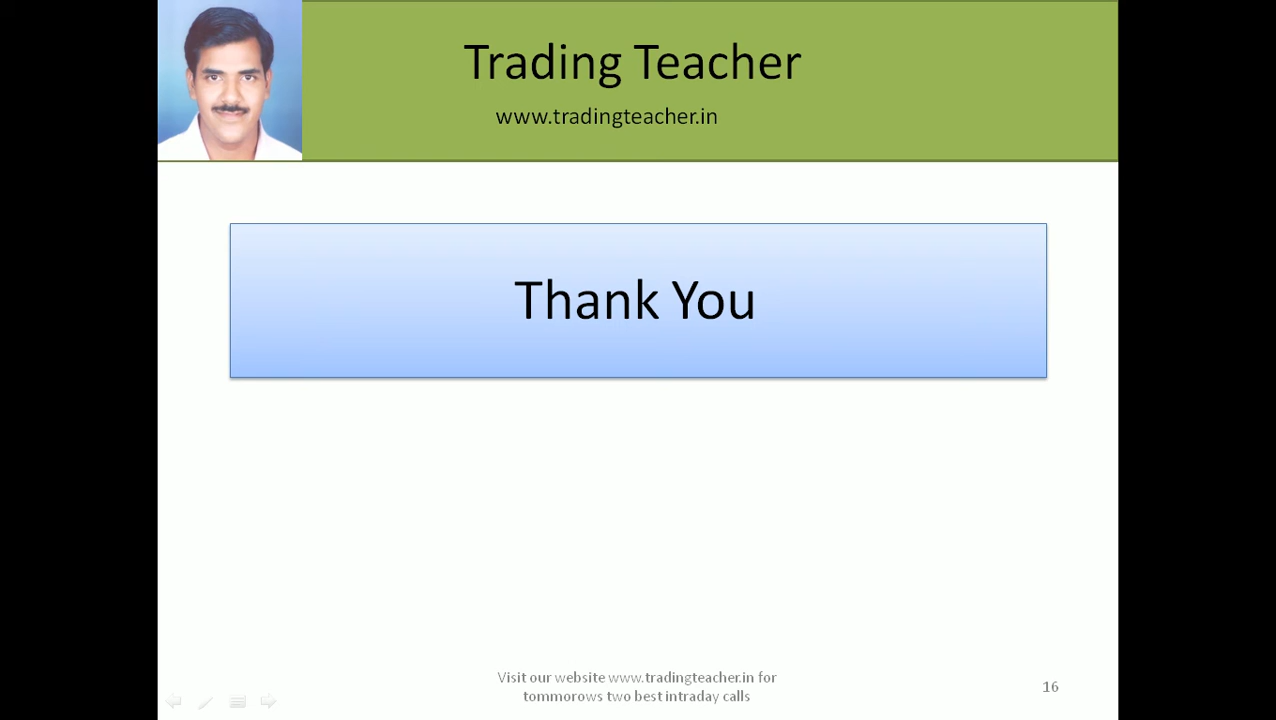 Trading Teacher
www.tradingteacher.in
Thank You
Visit our website www.tradingteacher.in for
tommorows two best intraday calls
16